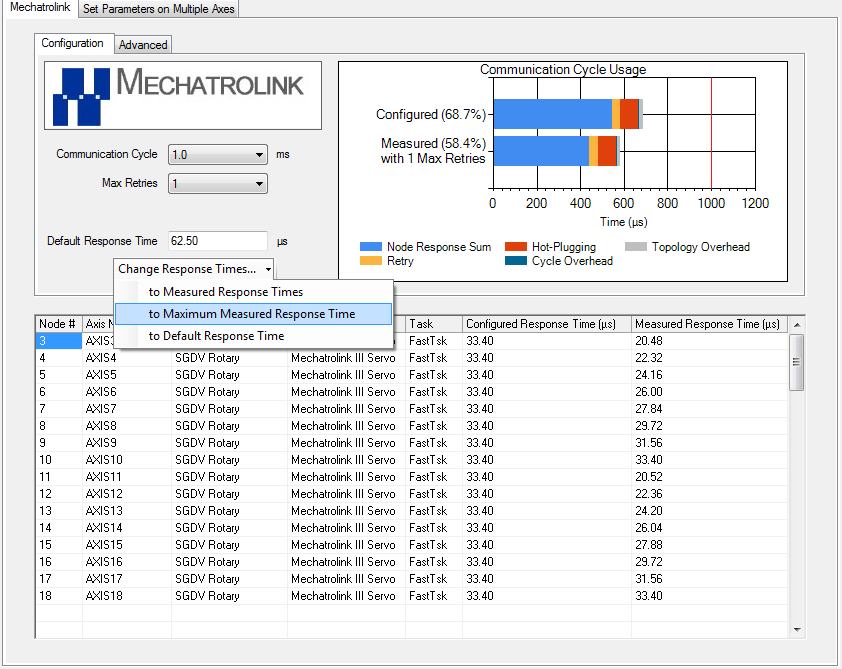 Mechatrolink Set Parameters on Multiple Axes
Configuration Advanced
MECHATROLINK
Communication Cycle 1.0 ms
Max Retries 1
Default Response Time 62.50 µs
Change Response Times...
to Measured Response Times
to Maximum Measured Response Time
to Default Response Time
Communication Cycle Usage
Configured (68.7%)
Measured (58.4%)
with 1 Max Retries
0 200 400 600 800 1000 1200
Time (µs)
Node Response Sum Hot-Plugging Topology Overhead
Retry Cycle Overhead
Node # Axis N Task Configured Response Time (µs) Measured Response Time (µs)
3 AXIS3 FastTsk 33.40 20.48
4 AXIS4 SGDV Rotary Mechatrolink III Servo FastTsk 33.40 22.32
5 AXIS5 SGDV Rotary Mechatrolink III Servo FastTsk 33.40 24.16
6 AXIS6 SGDV Rotary Mechatrolink III Servo FastTsk 33.40 26.00
7 AXIS7 SGDV Rotary Mechatrolink III Servo FastTsk 33.40 27.84
8 AXIS8 SGDV Rotary Mechatrolink III Servo FastTsk 33.40 29.72
9 AXIS9 SGDV Rotary Mechatrolink III Servo FastTsk 33.40 31.56
10 AXIS10 SGDV Rotary Mechatrolink III Servo FastTsk 33.40 33.40
11 AXIS11 SGDV Rotary Mechatrolink III Servo FastTsk 33.40 20.52
12 AXIS12 SGDV Rotary Mechatrolink III Servo FastTsk 33.40 22.36
13 AXIS13 SGDV Rotary Mechatrolink III Servo FastTsk 33.40 24.20
14 AXIS14 SGDV Rotary Mechatrolink III Servo FastTsk 33.40 26.04
15 AXIS15 SGDV Rotary Mechatrolink III Servo FastTsk 33.40 27.88
16 AXIS16 SGDV Rotary Mechatrolink III Servo FastTsk 33.40 29.72
17 AXIS17 SGDV Rotary Mechatrolink III Servo FastTsk 33.40 31.56
18 AXIS18 SGDV Rotary Mechatrolink III Servo FastTsk 33.40 33.40